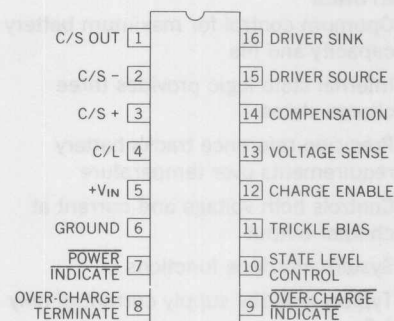 C/S OUT 1
16 DRIVER SINK
C/S - 2
15 DRIVER SOURCE
C/S + 3
14 COMPENSATION
C/L 4
13 VOLTAGE SENSE
+VIN 5
12 CHARGE ENABLE
GROUND 6
11 TRICKLE BIAS
POWER
INDICATE 7
10 STATE LEVEL
CONTROL
OVER-CHARGE
TERMINATE 8
9 OVER-CHARGE
INDICATE